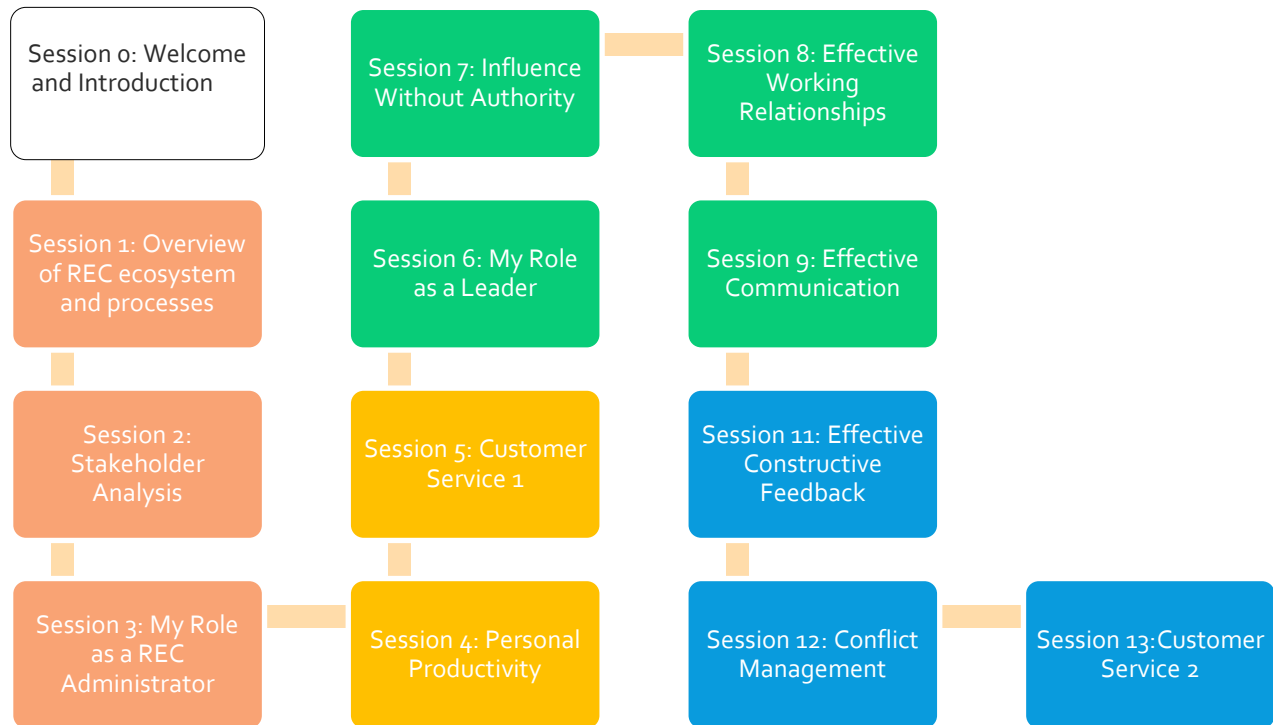 Session 0: Welcome
and Introduction
Session 1: Overview
of REC ecosystem
and processes
Session 2:
Stakeholder
Analysis
Session 3: My Role
as a REC
Administrator
Session 4: Personal
Productivity
Session 5: Customer
Service 1
Session 6: My Role
as a Leader
Session 7: Influence
Without Authority
Session 8: Effective
Working
Relationships
Session 9: Effective
Communication
Session 11: Effective
Constructive
Feedback
Session 12: Conflict
Management
Session 13:Customer
Service 2